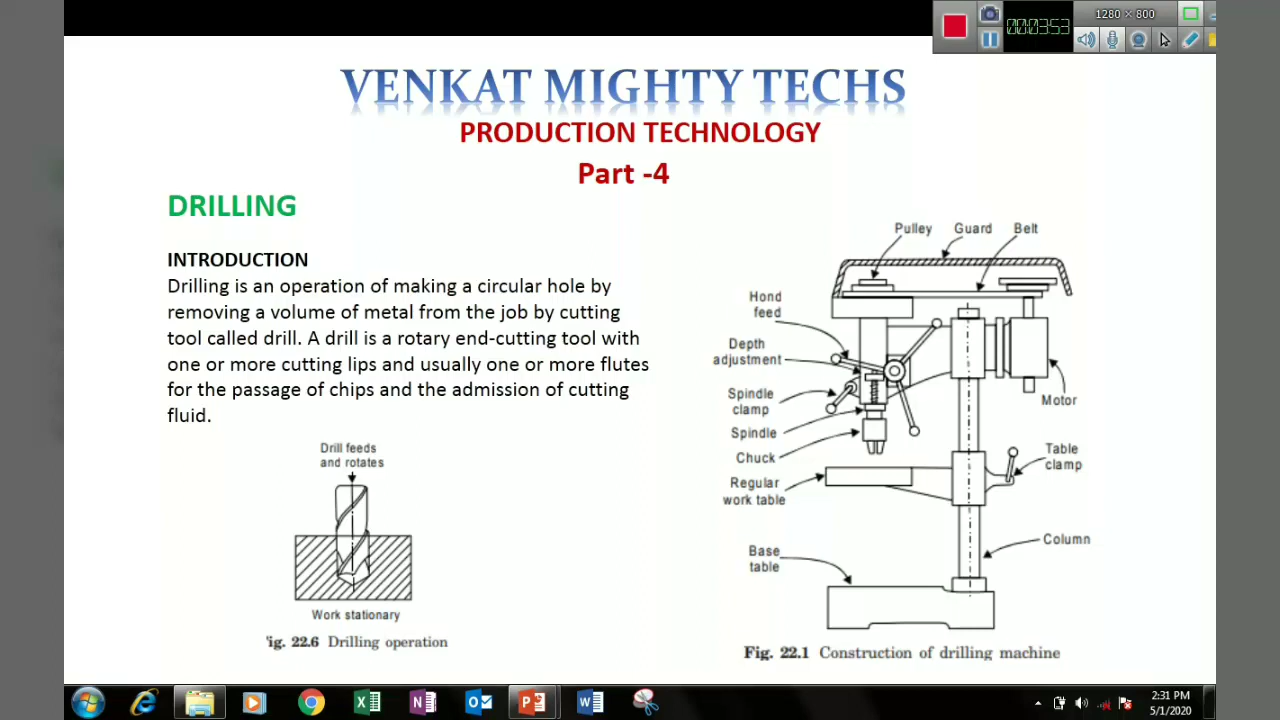 1280 × 800
00:03:53
VENKAT MIGHTY TECHS
PRODUCTION TECHNOLOGY
Part -4
DRILLING
INTRODUCTION
Drilling is an operation of making a circular hole by
removing a volume of metal from the job by cutting
tool called drill. A drill is a rotary end-cutting tool with
one or more cutting lips and usually one or more flutes
for the passage of chips and the admission of cutting
fluid.
Drill feeds
and rotates
Work stationary
ig. 22.6 Drilling operation
Pulley
Guard
Belt
Hond
feed
Depth
adjustment
Spindle
clamp
Spindle
Chuck
Regular
work table
Base
table
Motor
Table
clamp
Column
Fig. 22.1 Construction of drilling machine
2:31 PM
5/1/2020